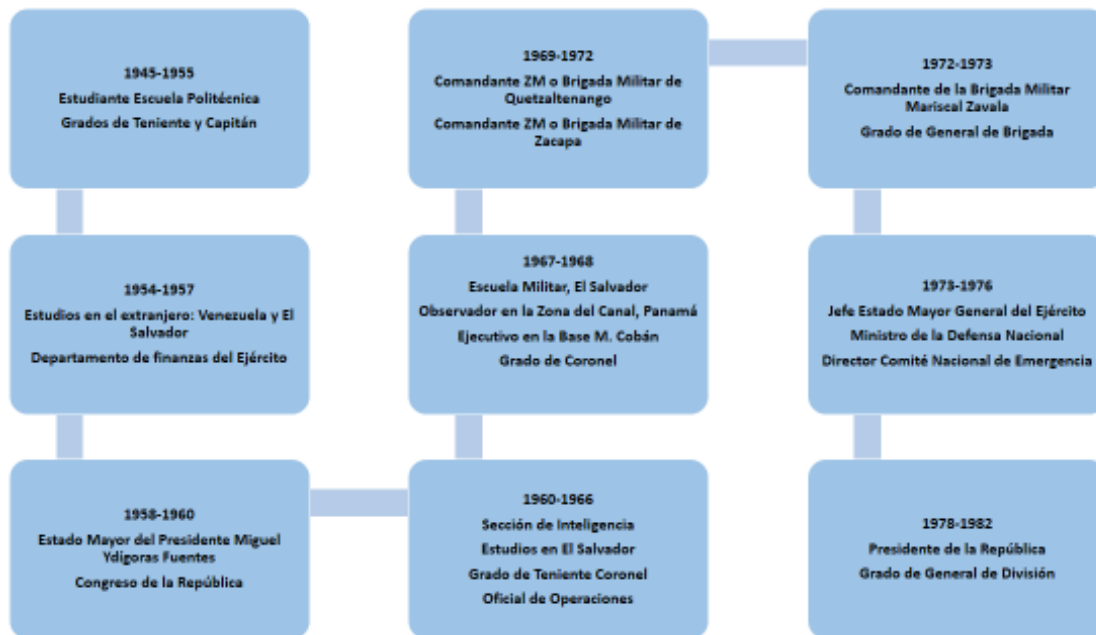 1945-1955
Estudiante Escuela Politécnica
Grados de Teniente y Capitán
1954-1957
Estudios en el extranjero: Venezuela y El
Salvador
Departamento de finanzas del Ejército
1958-1960
Estado Mayor del Presidente Miguel
Ydígoras Fuentes
Congreso de la República
1960-1966
Sección de Inteligencia
Estudios en El Salvador
Grado de Teniente Coronel
Oficial de Operaciones
1967-1968
Escuela Militar, El Salvador
Observador en la Zona del Canal, Panamá
Ejecutivo en la Base M. Cobán
Grado de Coronel
1969-1972
Comandante ZM o Brigada Militar de
Quetzaltenango
Comandante ZM o Brigada Militar de
Zacapa
1972-1973
Comandante de la Brigada Militar
Mariscal Zavala
Grado de General de Brigada
1973-1976
Jefe Estado Mayor General del Ejército
Ministro de la Defensa Nacional
Director Comité Nacional de Emergencia
1978-1982
Presidente de la República
Grado de General de División